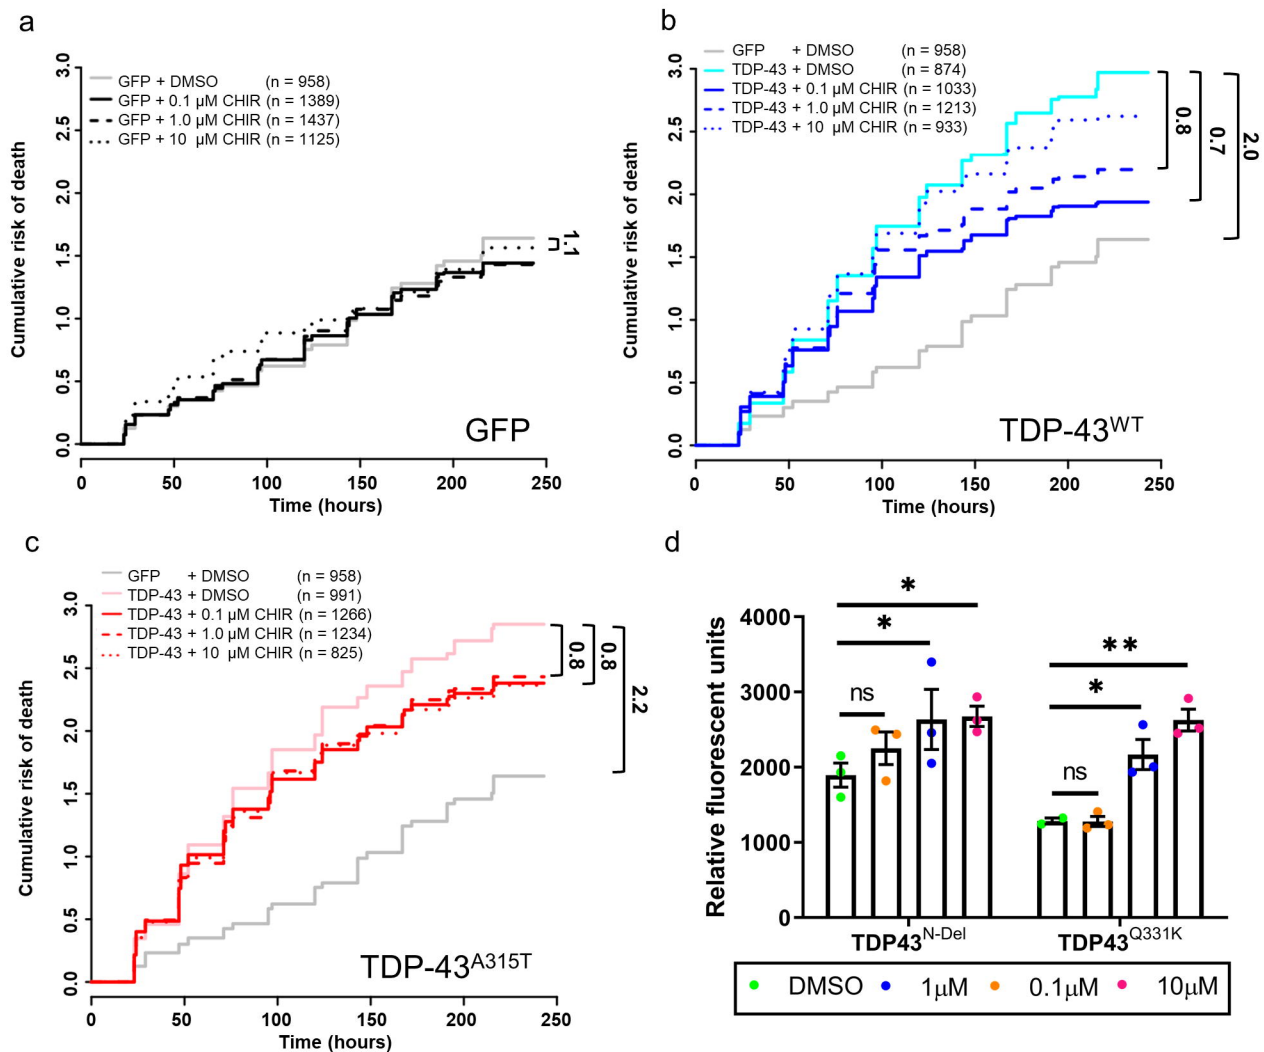 a
GFP + DMSO (n = 958)
GFP + 0.1 µM CHIR (n = 1389)
GFP + 1.0 µM CHIR (n = 1437)
GFP + 10 µM CHIR (n = 1125)
Cumulative risk of death
3.0
2.5
2.0
1.5
1.0
0.5
0.0
1.1
GFP
0 50 100 150 200 250
Time (hours)
b
GFP + DMSO (n = 958)
TDP-43 + DMSO (n = 874)
TDP-43 + 0.1 µM CHIR (n = 1033)
TDP-43 + 1.0 µM CHIR (n = 1213)
TDP-43 + 10 µM CHIR (n = 933)
Cumulative risk of death
3.0
2.5
2.0
1.5
1.0
0.5
0.0
0.8
0.7
2.0
TDP-43WT
0 50 100 150 200 250
Time (hours)
c
GFP + DMSO (n = 958)
TDP-43 + DMSO (n = 991)
TDP-43 + 0.1 µM CHIR (n = 1266)
TDP-43 + 1.0 µM CHIR (n = 1234)
TDP-43 + 10 µM CHIR (n = 825)
Cumulative risk of death
3.0
2.5
2.0
1.5
1.0
0.5
0.0
0.8
0.8
2.2
TDP-43A315T
0 50 100 150 200 250
Time (hours)
d
Relative fluorescent units
4000
3000
2000
1000
0
*
*
ns
**
*
ns
TDP43N-Del TDP43Q331K
DMSO 1µM 0.1µM 10µM